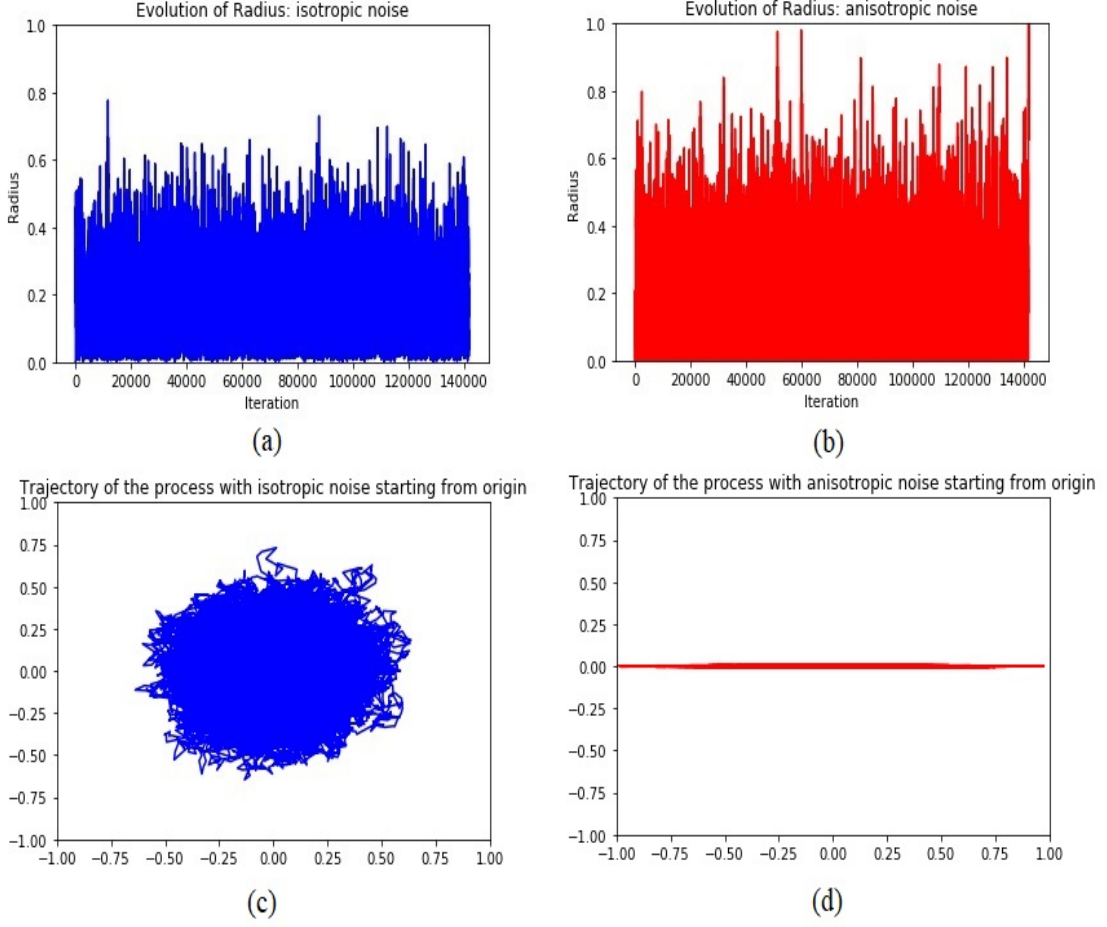 Evolution of Radius: isotropic noise
1.0
0.8
0.6
0.4
0.2
0.0
Radius
0 20000 40000 60000 80000 100000 120000 140000
Iteration
(a)
Evolution of Radius: anisotropic noise
1.0
0.8
0.6
0.4
0.2
0.0
Radius
0 20000 40000 60000 80000 100000 120000 140000
Iteration
(b)
Trajectory of the process with isotropic noise starting from origin
1.00
0.75
0.50
0.25
0.00
−0.25
−0.50
−0.75
−1.00
−1.00 −0.75 −0.50 −0.25 0.00 0.25 0.50 0.75 1.00
(c)
Trajectory of the process with anisotropic noise starting from origin
1.00
0.75
0.50
0.25
0.00
−0.25
−0.50
−0.75
−1.00
−1.00 −0.75 −0.50 −0.25 0.00 0.25 0.50 0.75 1.00
(d)